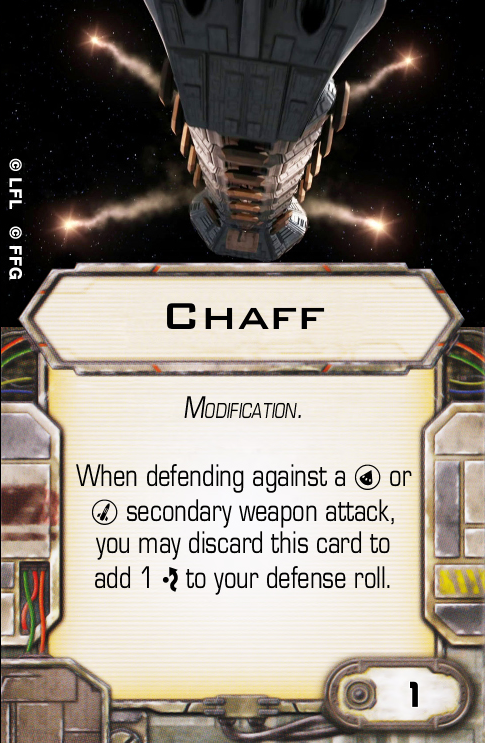 © LFL © FFG
CHAFF
MODIFICATION.
When defending against a or
secondary weapon attack,
you may discard this card to
add 1 to your defense roll.
1